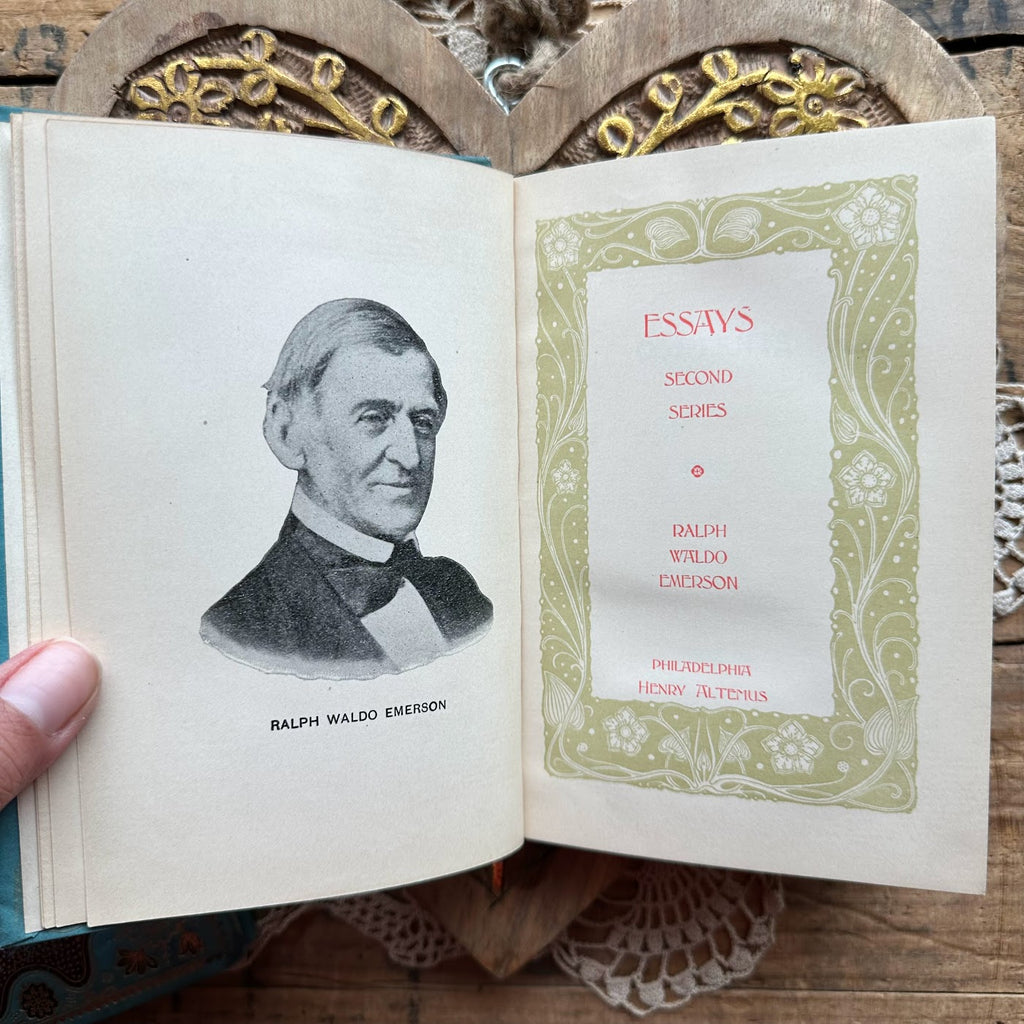 RALPH WALDO EMERSON
ESSAYS
SECOND
SERIES
RALPH
WALDO
EMERSON
PHILADELPHIA
HENRY ALTEMUS